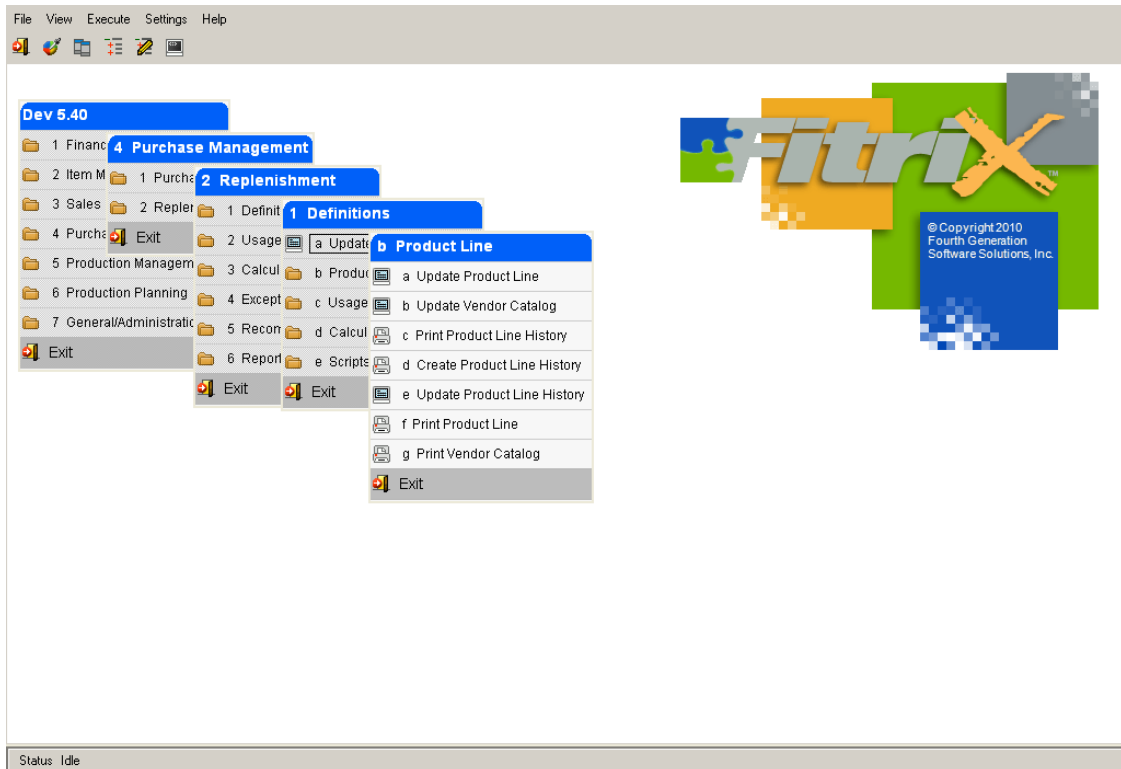 File View Execute Settings Help
Dev 5.40
1 Financ
2 Item M
3 Sales
4 Purcha
5 Production Managem
6 Production Planning
7 General/Administratic
Exit
4 Purchase Management
1 Purcha
2 Repler
Exit
2 Replenishment
1 Definit
2 Usage
3 Calcul
4 Except
5 Recom
6 Report
Exit
1 Definitions
a Update
b Produc
c Usage
d Calcul
e Scripts
Exit
b Product Line
a Update Product Line
b Update Vendor Catalog
c Print Product Line History
d Create Product Line History
e Update Product Line History
f Print Product Line
g Print Vendor Catalog
Exit
Fitrix
TM
© Copyright 2010
Fourth Generation
Software Solutions, Inc.
Status Idle